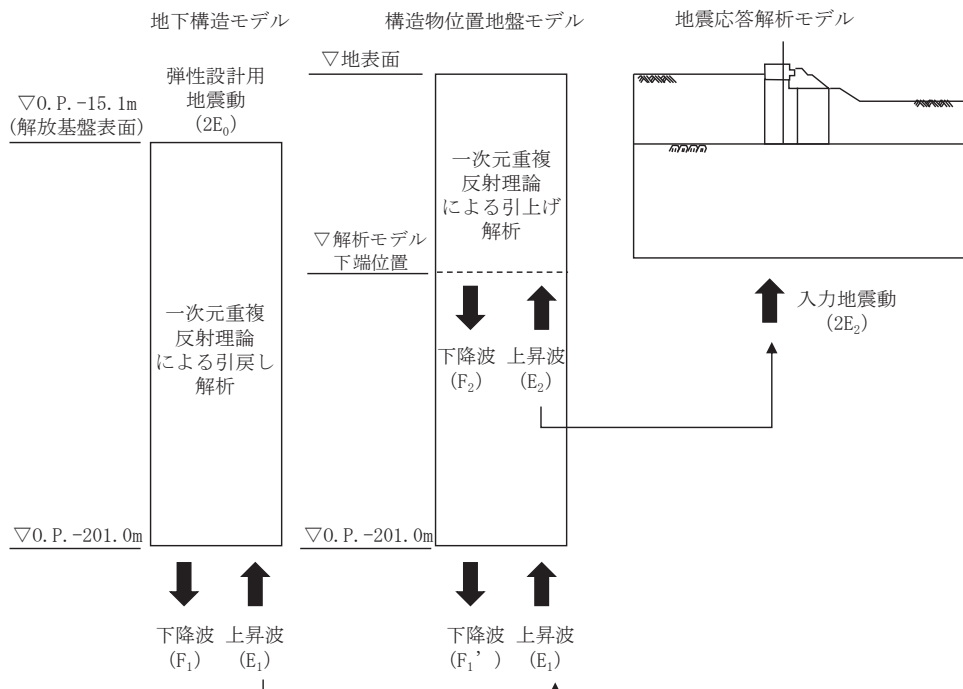 地下構造モデル
▽O.P.-15.1m
(解放基盤表面)
弾性設計用
地震動
(2E₀)
一次元重複
反射理論
による引戻し
解析
▽O.P.-201.0m
下降波
(F₁)
上昇波
(E₁)
構造物位置地盤モデル
▽地表面
一次元重複
反射理論
による引上げ
解析
▽解析モデル
下端位置
下降波
(F₂)
上昇波
(E₂)
▽O.P.-201.0m
下降波
(F₁’)
上昇波
(E₁)
地震応答解析モデル
入力地震動
(2E₂)